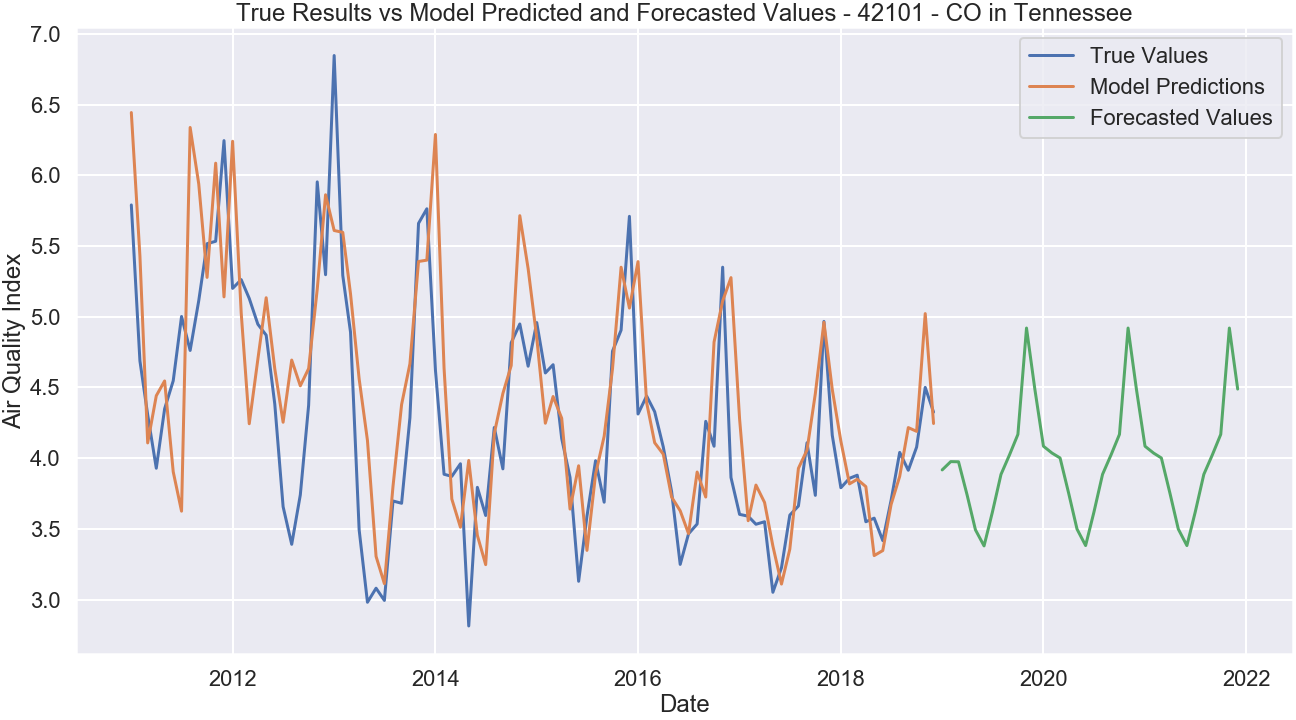 True Results vs Model Predicted and Forecasted Values - 42101 - CO in Tennessee
7.0
6.5
6.0
5.5
5.0
4.5
4.0
3.5
3.0
Air Quality Index
True Values
Model Predictions
Forecasted Values
2012
2014
2016
2018
2020
2022
Date